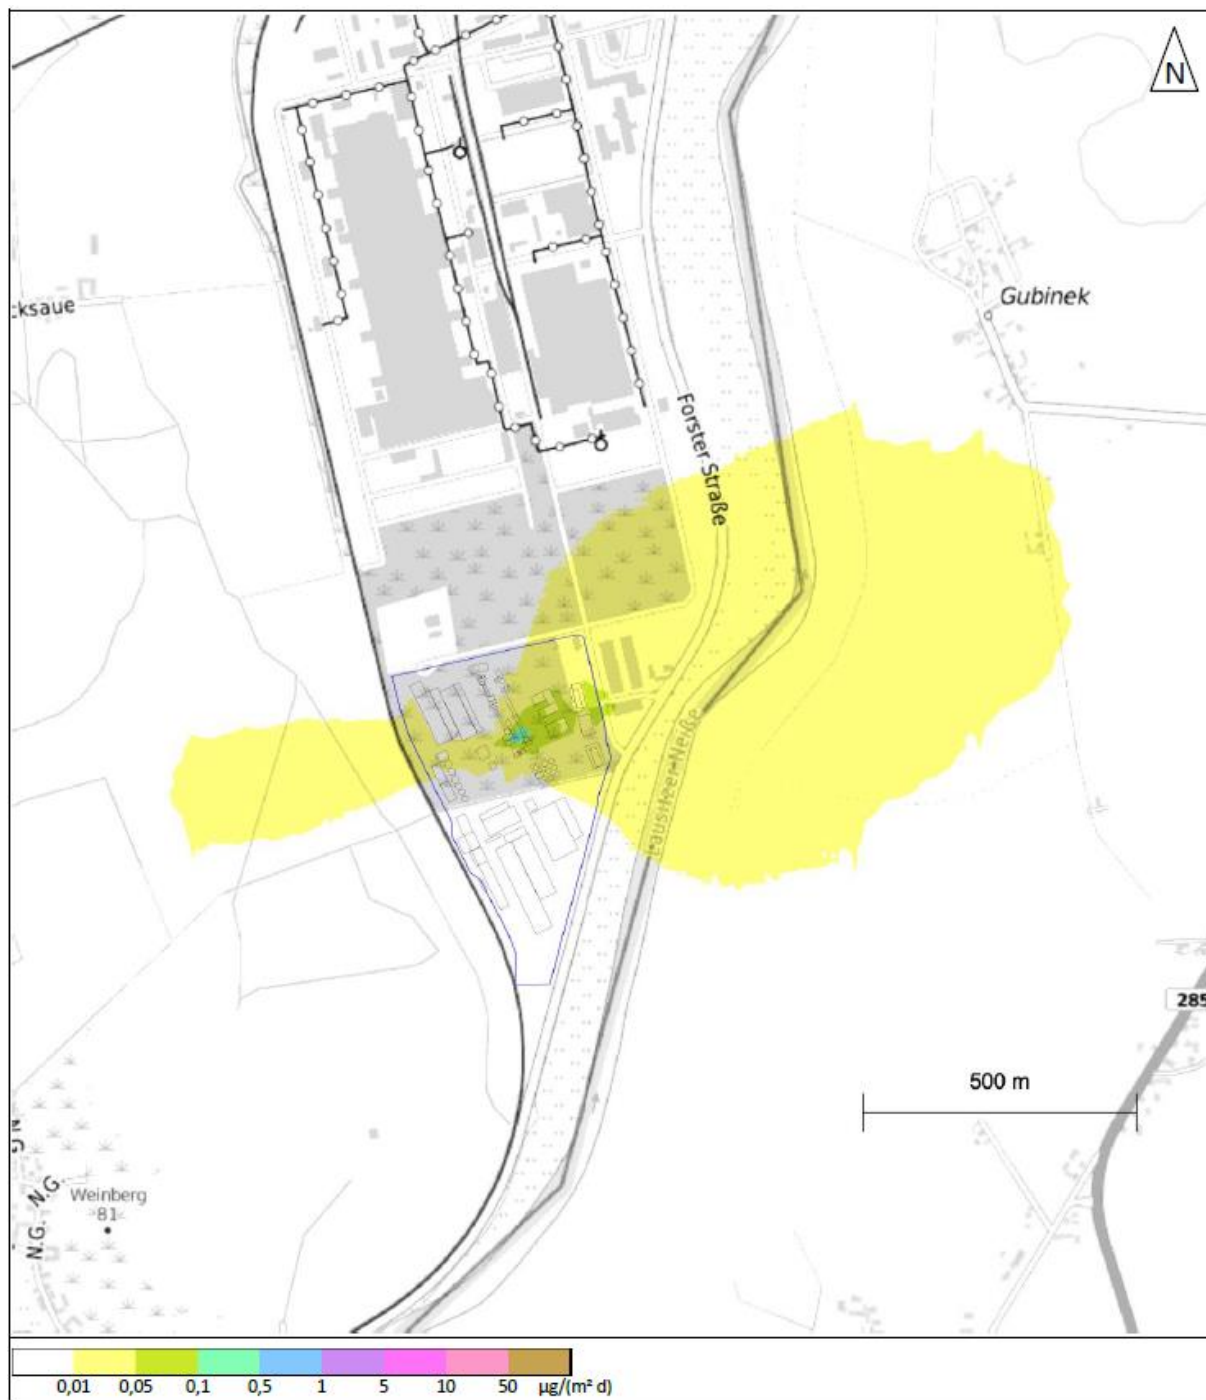 N
cksaue
Gubinek
Forster Straße
Lausitzer Neiße
285
500 m
Weinberg
81
N.G.
N.G.
0,01 0,05 0,1 0,5 1 5 10 50 µg/(m² d)